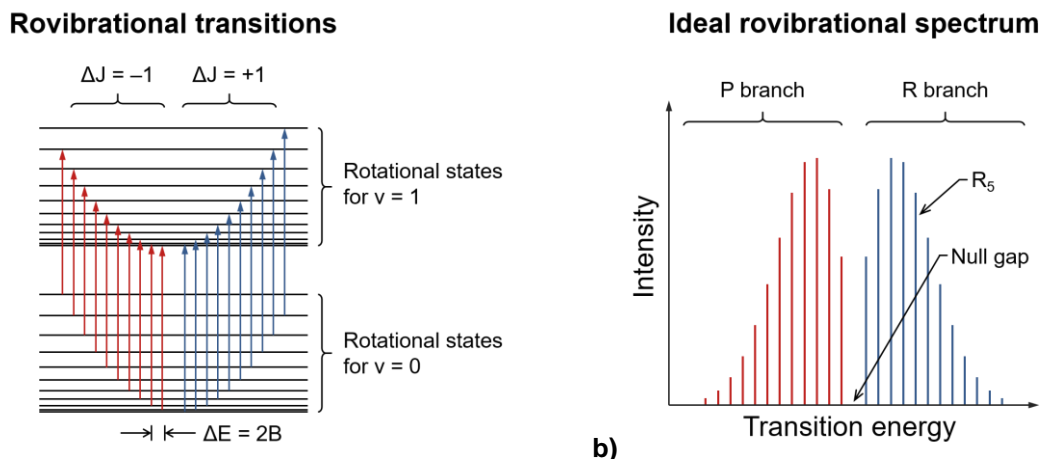 Rovibrational transitions
ΔJ = –1
ΔJ = +1
Rotational states
for v = 1
Rotational states
for v = 0
ΔE = 2B
Ideal rovibrational spectrum
P branch
R branch
R₅
Null gap
Intensity
Transition energy
b)